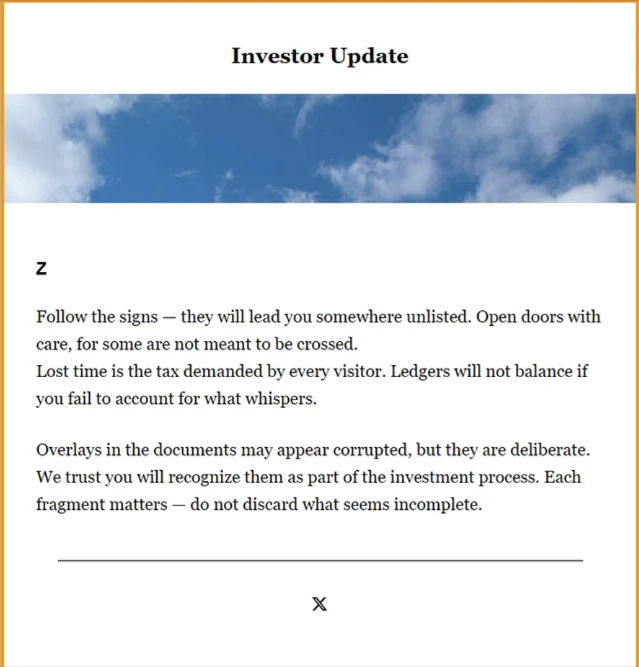 Investor Update
Z
Follow the signs — they will lead you somewhere unlisted. Open doors with
care, for some are not meant to be crossed.
Lost time is the tax demanded by every visitor. Ledgers will not balance if
you fail to account for what whispers.
Overlays in the documents may appear corrupted, but they are deliberate.
We trust you will recognize them as part of the investment process. Each
fragment matters — do not discard what seems incomplete.